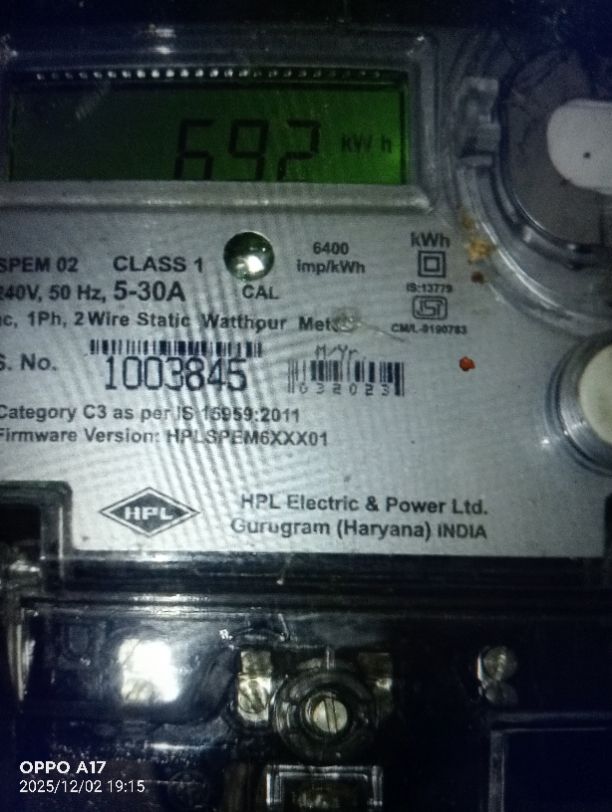 692 kWh
6400
imp/kWh
kWh
SPEM 02 CLASS 1
240V, 50 Hz, 5-30A CAL
IS:13779
ac, 1Ph, 2 Wire Static Watthour Meter
CM/L-9190783
S. No. 1003845
M/Yr
032023
Category C3 as per IS 15959:2011
Firmware Version: HPLSPEM6XXX01
HPL
HPL Electric & Power Ltd.
Gurugram (Haryana) INDIA
OPPO A17
2025/12/02 19:15